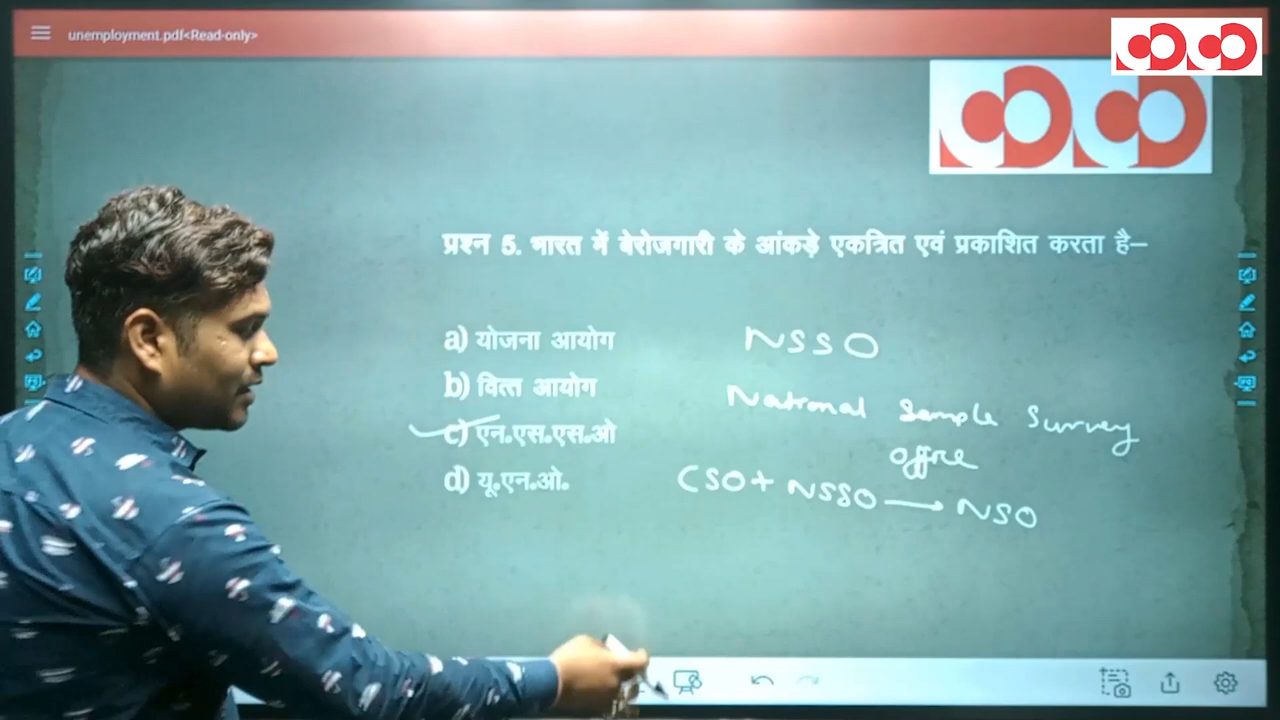 unemployment.pdf<Read-only>
प्रश्न 5. भारत में बेरोजगारी के आंकड़े एकत्रित एवं प्रकाशित करता है–
a) योजना आयोग
b) वित्त आयोग
c) एन.एस.एस.ओ
d) यू.एन.ओ.
NSSO
National Sample Survey
office
CSO + NSSO → NSO